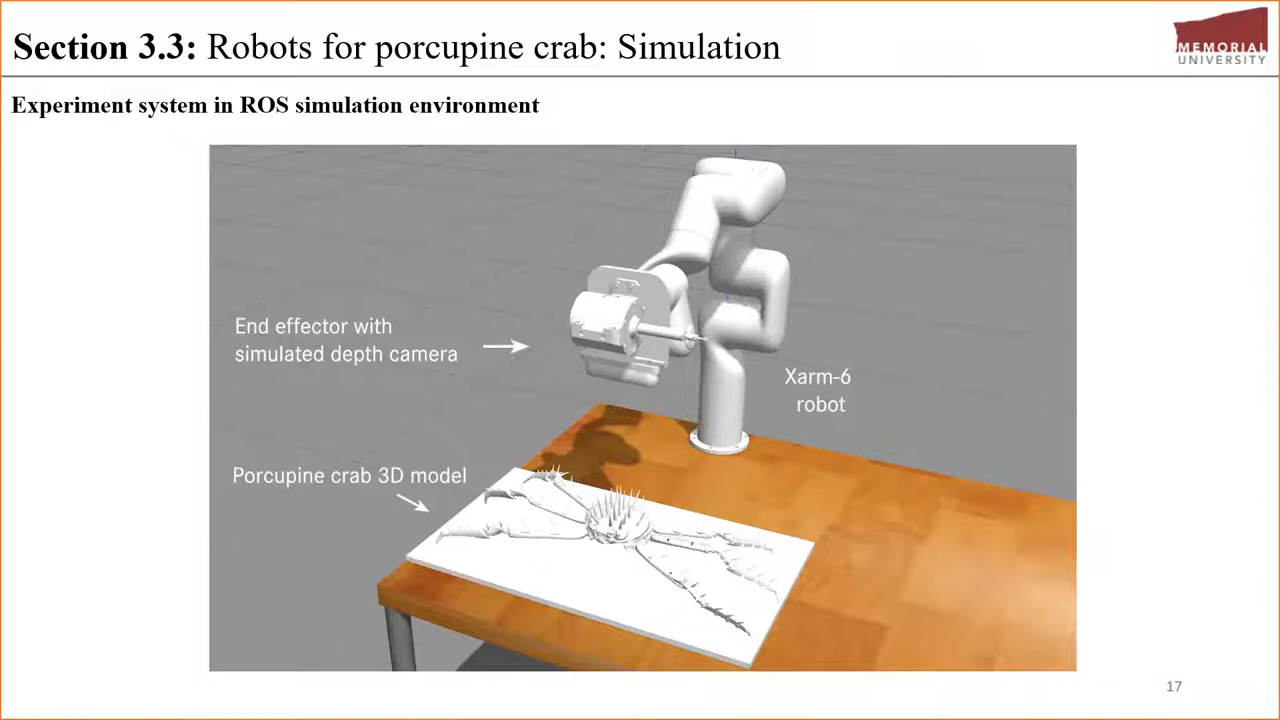 Section 3.3: Robots for porcupine crab: Simulation
MEMORIAL
UNIVERSITY
Experiment system in ROS simulation environment
End effector with
simulated depth camera
Xarm-6
robot
Porcupine crab 3D model
17